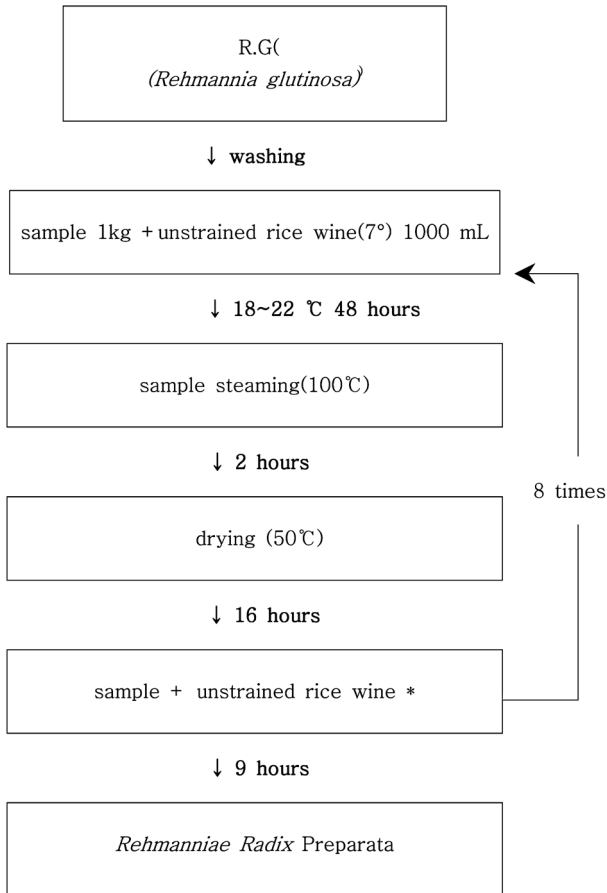 R.G(
(Rehmannia glutinosa)
↓ washing
sample 1kg +unstrained rice wine(7°) 1000 mL
↓ 18~22 ℃ 48 hours
sample steaming(100℃)
↓ 2 hours
8 times
drying (50℃)
↓ 16 hours
sample + unstrained rice wine *
↓ 9 hours
Rehmanniae Radix Preparata